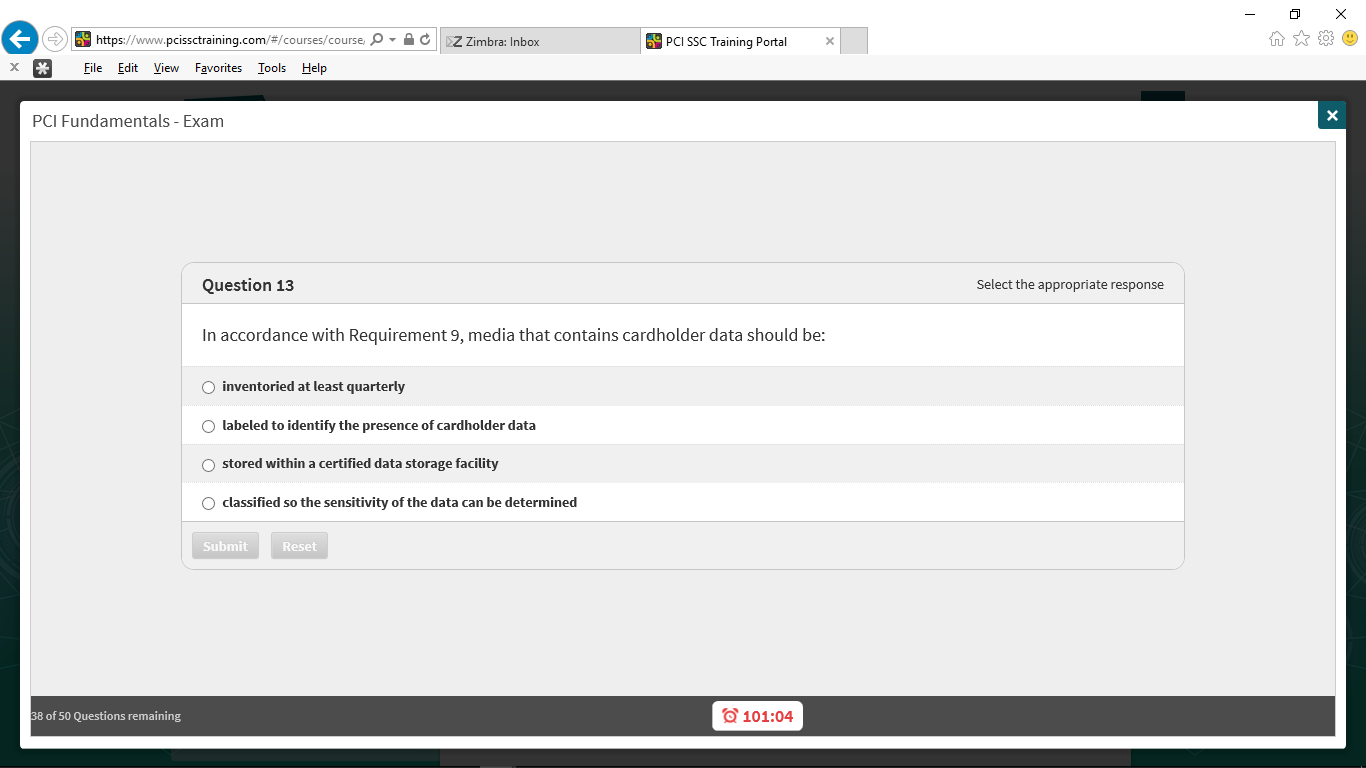 https://www.pcissctraining.com/#/courses/course,
Zimbra: Inbox
PCI SSC Training Portal
File Edit View Favorites Tools Help
PCI Fundamentals - Exam
Question 13
Select the appropriate response
In accordance with Requirement 9, media that contains cardholder data should be:
inventoried at least quarterly
labeled to identify the presence of cardholder data
stored within a certified data storage facility
classified so the sensitivity of the data can be determined
Submit Reset
38 of 50 Questions remaining
101:04